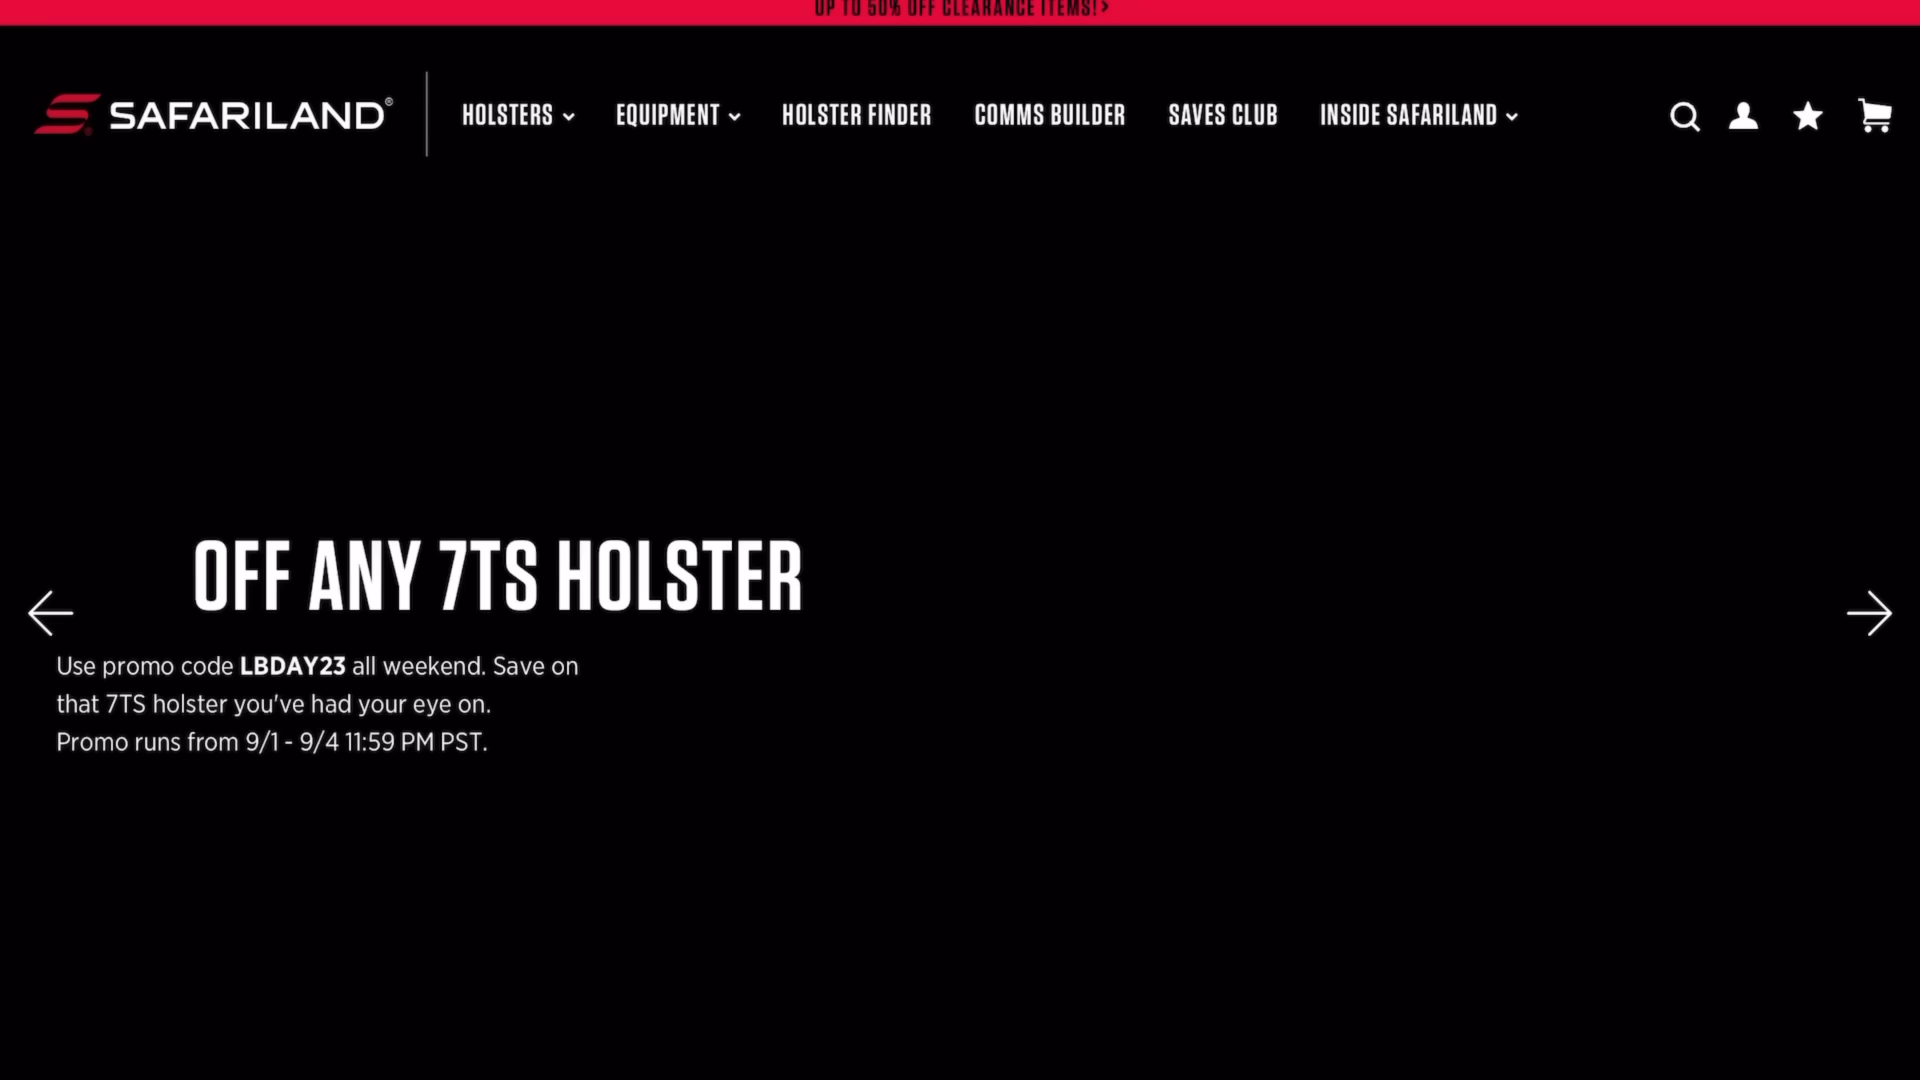 UP TO 50% OFF CLEARANCE ITEMS! >
SAFARILAND®
HOLSTERS
EQUIPMENT
HOLSTER FINDER
COMMS BUILDER
SAVES CLUB
INSIDE SAFARILAND
OFF ANY 7TS HOLSTER
Use promo code LBDAY23 all weekend. Save on
that 7TS holster you've had your eye on.
Promo runs from 9/1 - 9/4 11:59 PM PST.